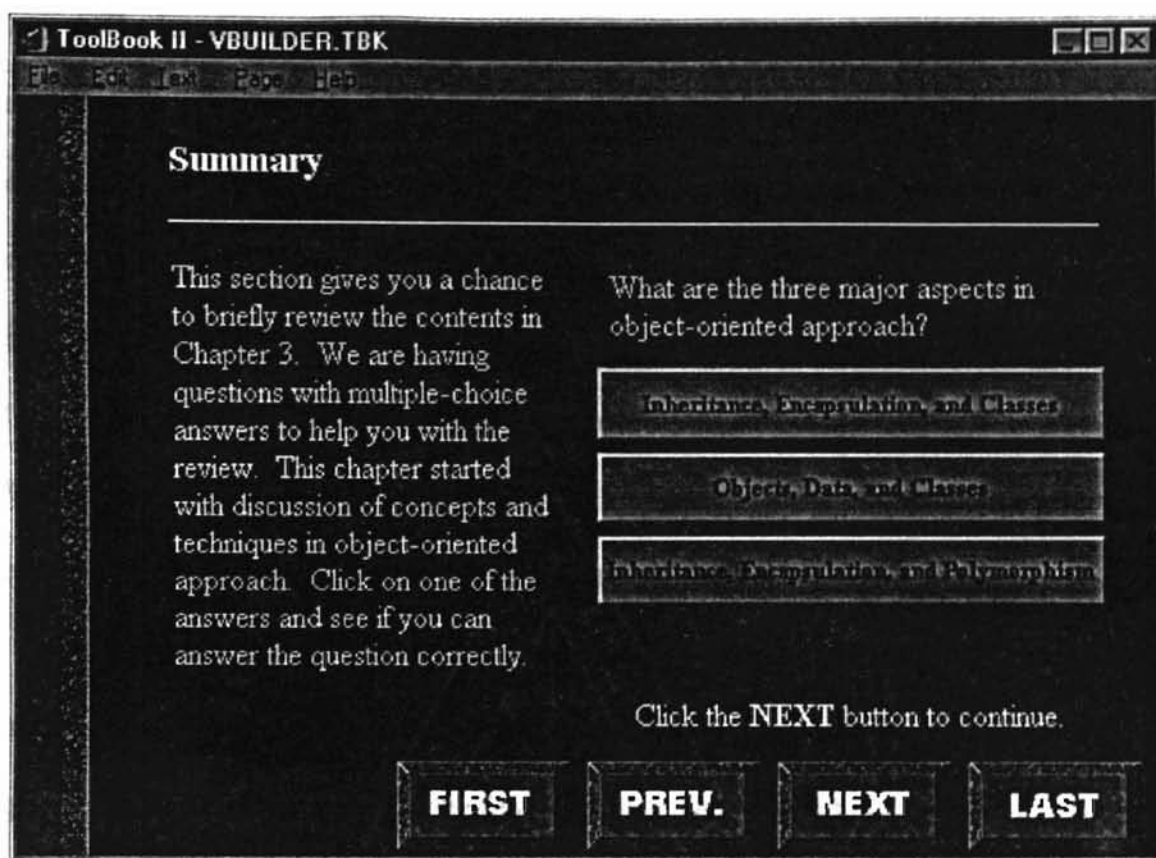 ToolBook II - VBUILDER.TBK
File Edit Text Page Help
Summary
This section gives you a chance
to briefly review the contents in
Chapter 3. We are having
questions with multiple-choice
answers to help you with the
review. This chapter started
with discussion of concepts and
techniques in object-oriented
approach. Click on one of the
answers and see if you can
answer the question correctly.
What are the three major aspects in
object-oriented approach?
Inheritance, Encapsulation, and Classes
Objects, Data, and Classes
Inheritance, Encapsulation, and Polymorphism
Click the NEXT button to continue.
FIRST PREV. NEXT LAST